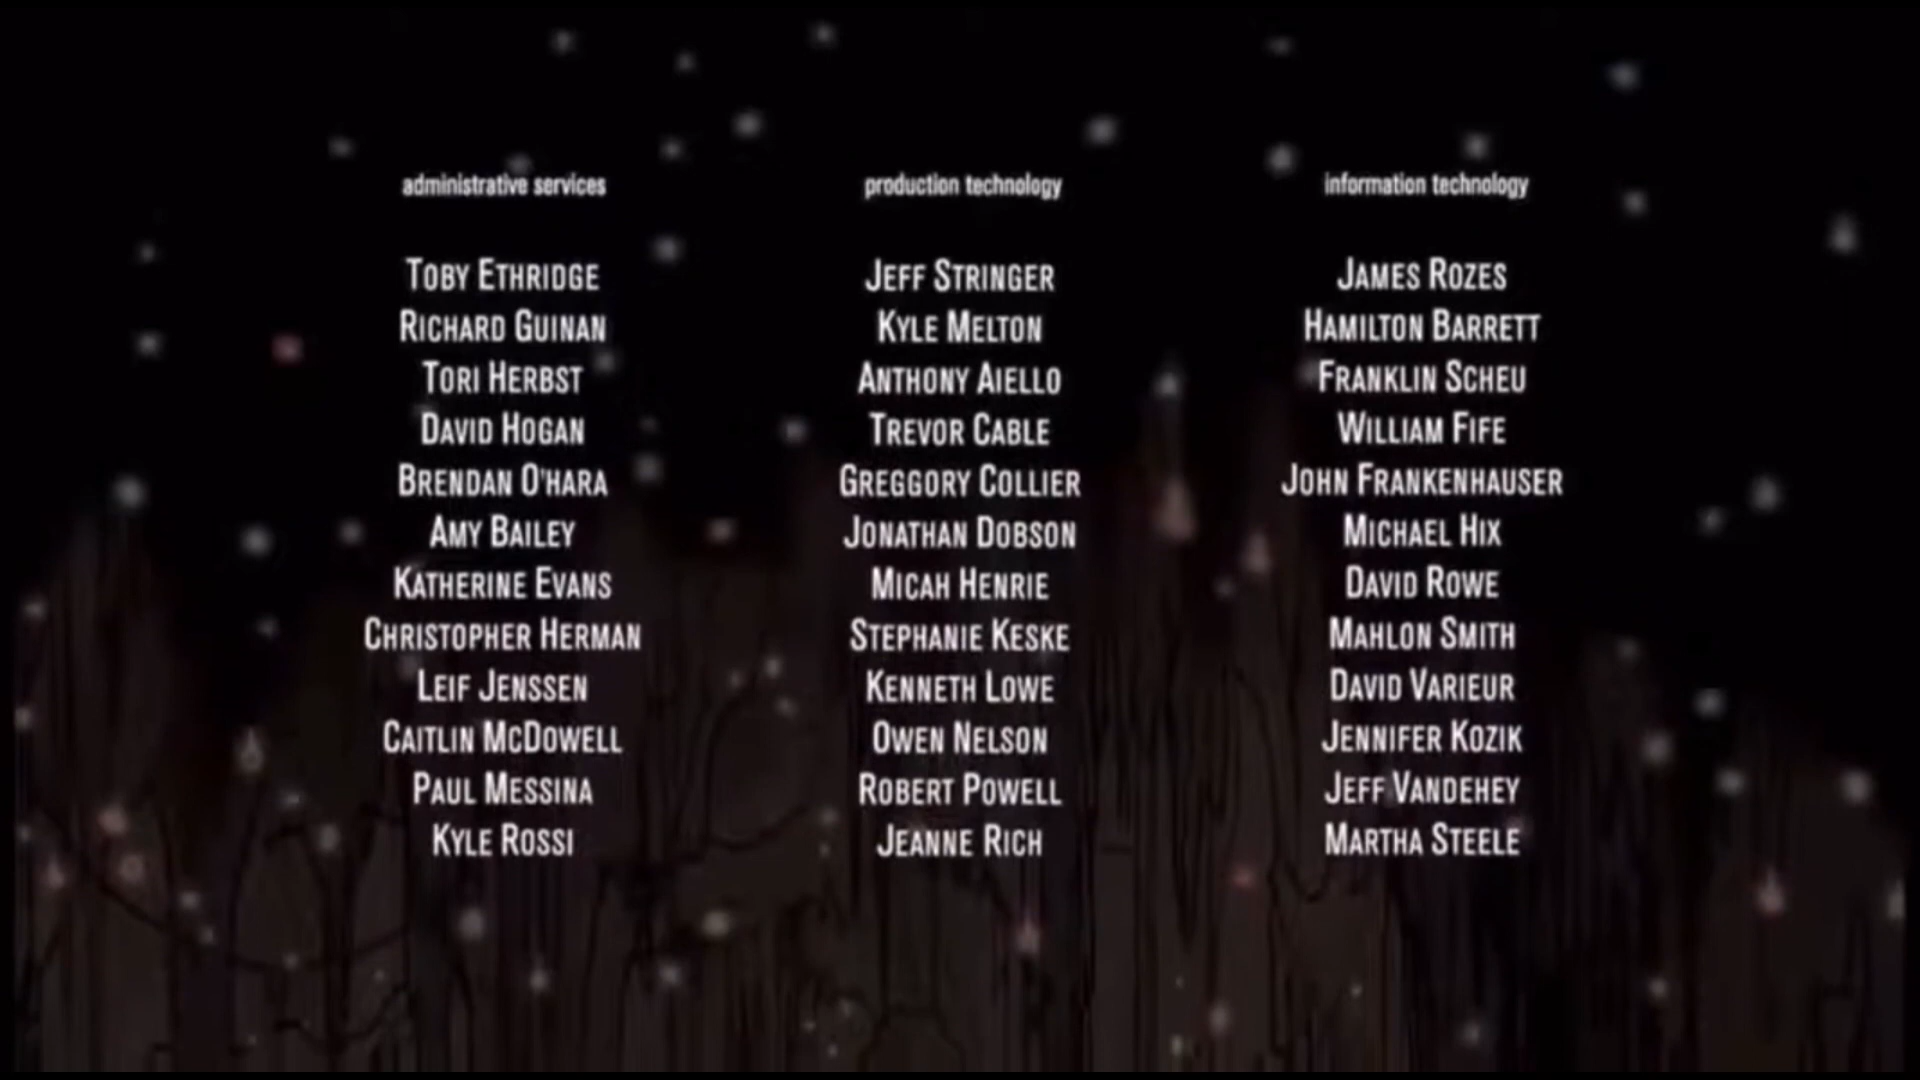 administrative services
TOBY ETHRIDGE
RICHARD GUINAN
TORI HERBST
DAVID HOGAN
BRENDAN O'HARA
AMY BAILEY
KATHERINE EVANS
CHRISTOPHER HERMAN
LEIF JENSSEN
CAITLIN MCDOWELL
PAUL MESSINA
KYLE ROSSI
production technology
JEFF STRINGER
KYLE MELTON
ANTHONY AIELLO
TREVOR CABLE
GREGGORY COLLIER
JONATHAN DOBSON
MICAH HENRIE
STEPHANIE KESKE
KENNETH LOWE
OWEN NELSON
ROBERT POWELL
JEANNE RICH
information technology
JAMES ROZES
HAMILTON BARRETT
FRANKLIN SCHEU
WILLIAM FIFE
JOHN FRANKENHAUSER
MICHAEL HIX
DAVID ROWE
MAHLON SMITH
DAVID VARIEUR
JENNIFER KOZIK
JEFF VANDEHEY
MARTHA STEELE